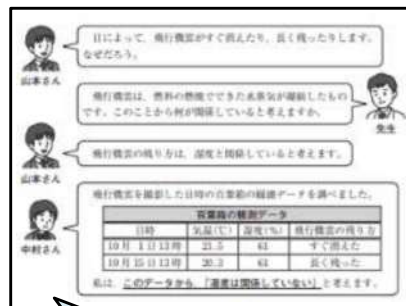 日によって、飛行機雲がすぐ消えたり、長く残ったりします。
なぜだろう。
山本さん
飛行機雲は、燃料の燃焼でできた水蒸気が凝結したもの
です。このことから何が関係していると考えますか。
先生
飛行機雲の残り方は、湿度と関係していると考えます。
山本さん
飛行機雲を撮影した日時の百葉箱の観測データを調べました。
百葉箱の観測データ
日時 気温(℃) 湿度(%) 飛行機雲の残り方
10月 1日13時 21.5 61 すぐ消えた
10月15日13時 20.3 61 長く残った
中村さん
私は、このデータから、「湿度は関係していない」と考えます。